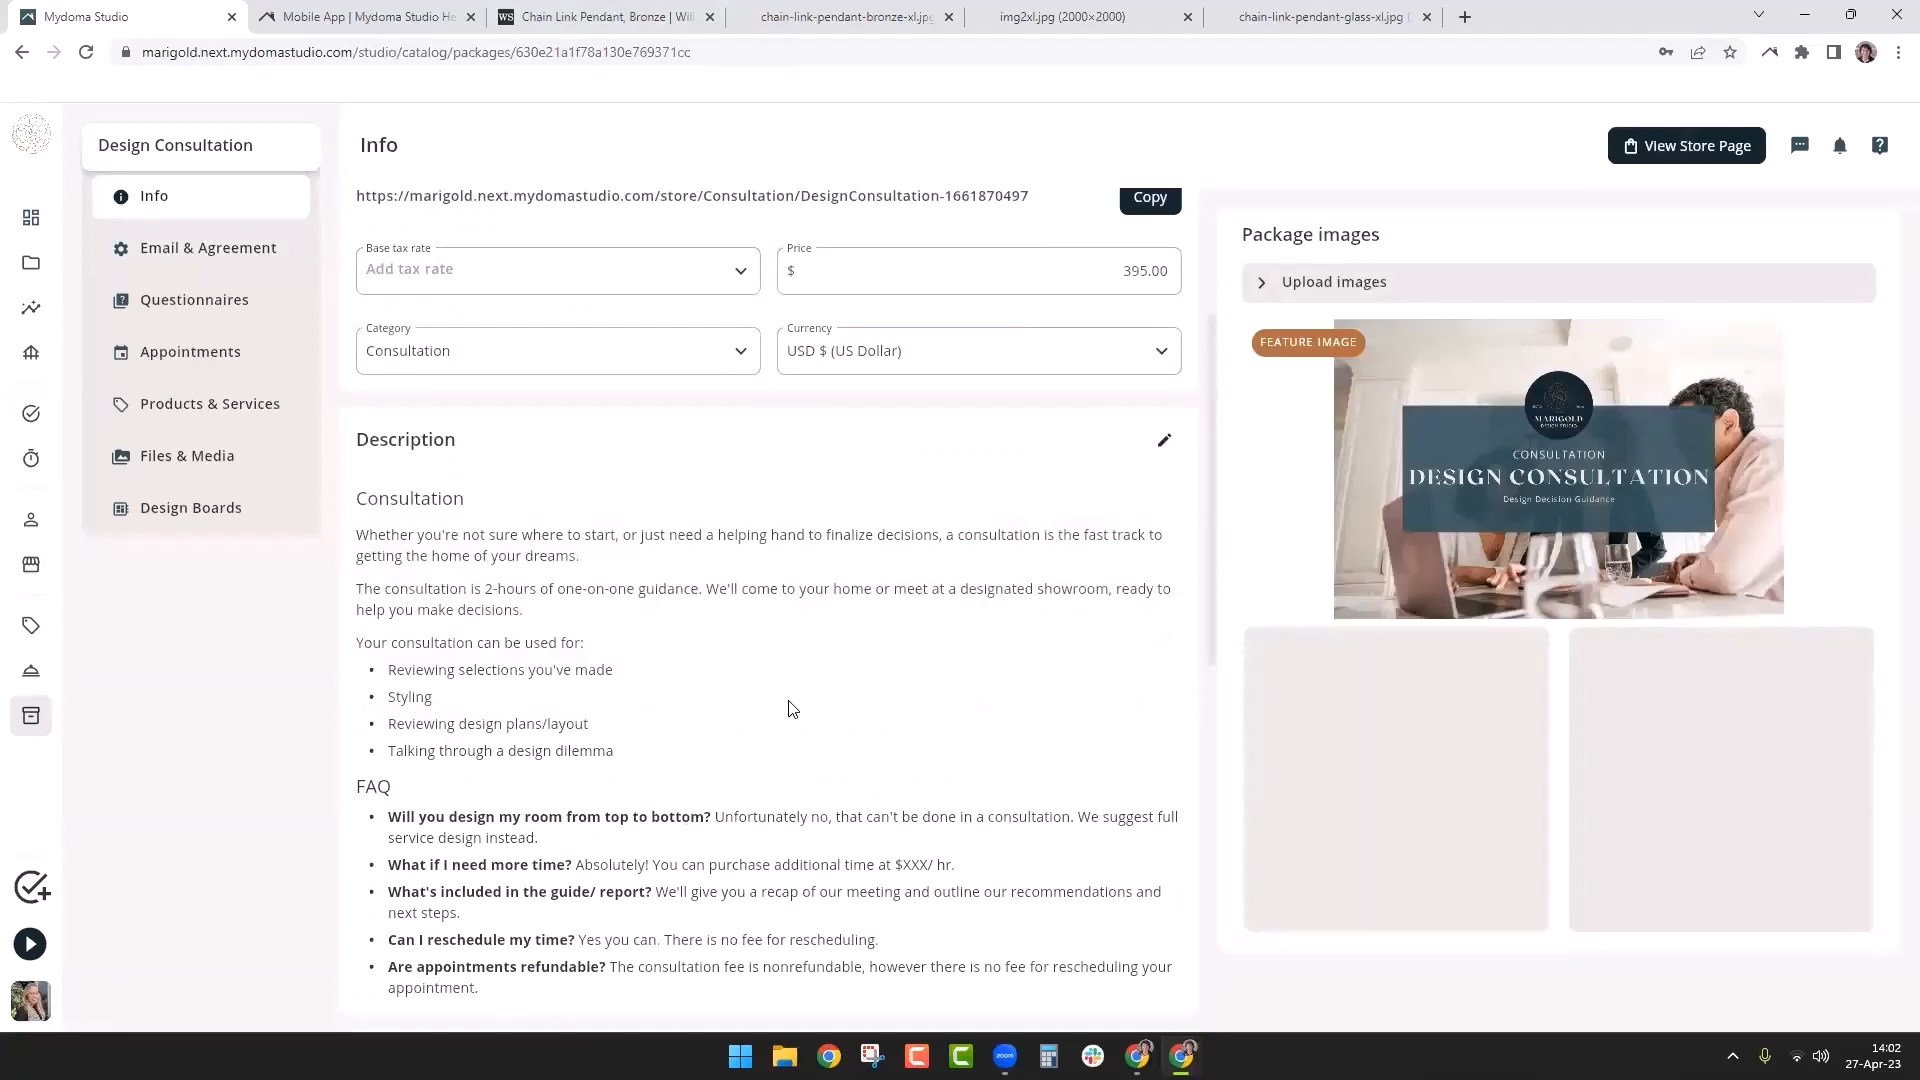 Mydoma Studio
Mobile App | Mydoma Studio He
Chain Link Pendant, Bronze | Wil
chain-link-pendant-bronze-xl.jpg
img2xl.jpg (2000×2000)
chain-link-pendant-glass-xl.jpg (
marigold.next.mydomastudio.com/studio/catalog/packages/630e21a1f78a130e769371cc
Design Consultation
Info
Email & Agreement
Questionnaires
Appointments
Products & Services
Files & Media
Design Boards
Info
View Store Page
https://marigold.next.mydomastudio.com/store/Consultation/DesignConsultation-1661870497
Copy
Base tax rate
Add tax rate
Price
$ 395.00
Category
Consultation
Currency
USD $ (US Dollar)
Description
Consultation
Whether you're not sure where to start, or just need a helping hand to finalize decisions, a consultation is the fast track to
getting the home of your dreams.
The consultation is 2-hours of one-on-one guidance. We'll come to your home or meet at a designated showroom, ready to
help you make decisions.
Your consultation can be used for:
• Reviewing selections you've made
• Styling
• Reviewing design plans/layout
• Talking through a design dilemma
FAQ
• Will you design my room from top to bottom? Unfortunately no, that can't be done in a consultation. We suggest full
service design instead.
• What if I need more time? Absolutely! You can purchase additional time at $XXX/ hr.
• What's included in the guide/ report? We'll give you a recap of our meeting and outline our recommendations and
next steps.
• Can I reschedule my time? Yes you can. There is no fee for rescheduling.
• Are appointments refundable? The consultation fee is nonrefundable, however there is no fee for rescheduling your
appointment.
Package images
Upload images
FEATURE IMAGE
MARIGOLD
DESIGN STUDIO
CONSULTATION
DESIGN CONSULTATION
Design Decision Guidance
zoom
14:02
27-Apr-23